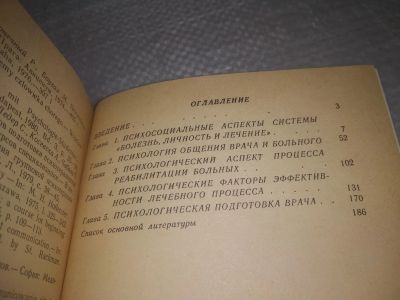 ОГЛАВЛЕНИЕ
ВВЕДЕНИЕ 3
Глава 1. ПСИХОСОЦИАЛЬНЫЕ АСПЕКТЫ СИСТЕМЫ
«БОЛЕЗНЬ, ЛИЧНОСТЬ И ЛЕЧЕНИЕ» . 7
Глава 2. ПСИХОЛОГИЯ ОБЩЕНИЯ ВРАЧА И БОЛЬНОГО 52
Глава 3. ПСИХОЛОГИЧЕСКИЙ АСПЕКТ ПРОЦЕССА
РЕАБИЛИТАЦИИ БОЛЬНЫХ . . . . . . 102
Глава 4. ПСИХОЛОГИЧЕСКИЕ ФАКТОРЫ ЭФФЕКТИВ-
НОСТИ ЛЕЧЕБНОГО ПРОЦЕССА . . . . 131
Глава 5. ПСИХОЛОГИЧЕСКАЯ ПОДГОТОВКА ВРАЧА . 170
Список основной литературы 186